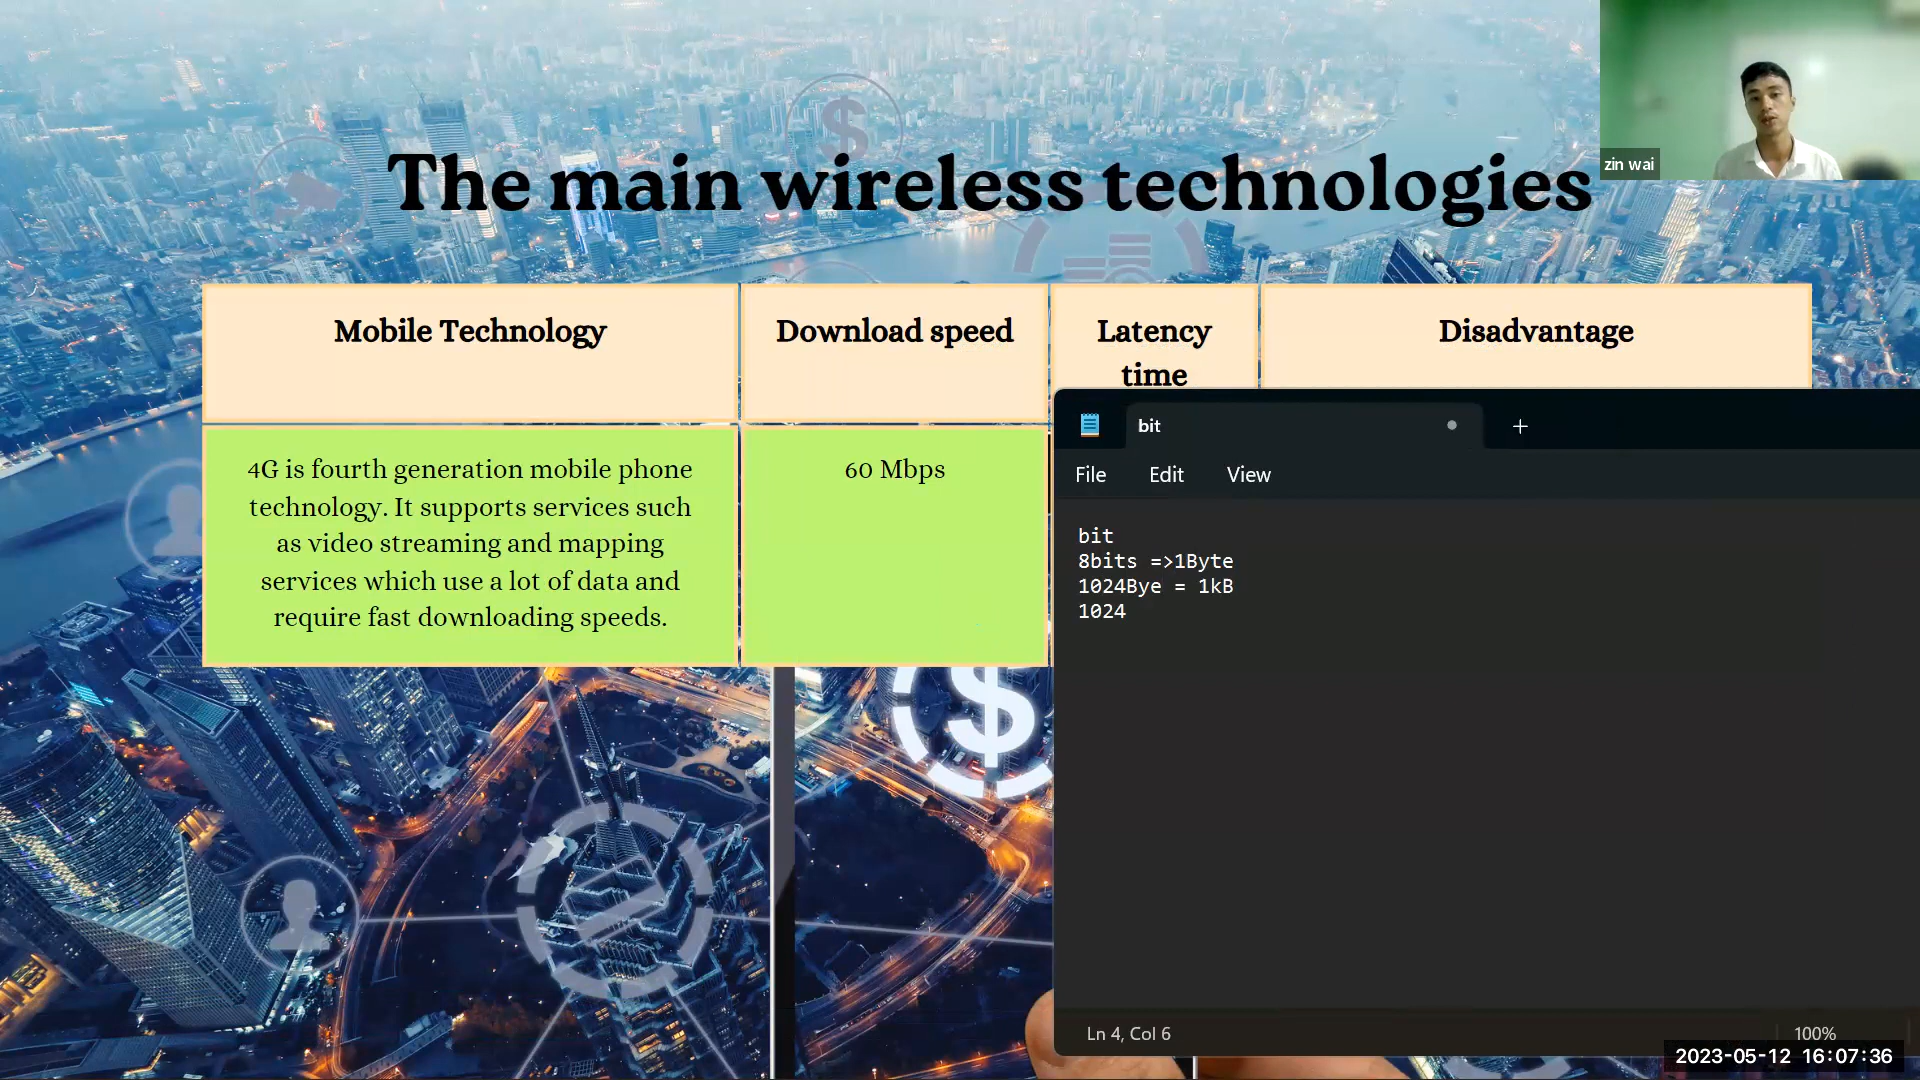 The main wireless technologies
zin wai
Mobile Technology
Download speed
Latency
time
Disadvantage
4G is fourth generation mobile phone
technology. It supports services such
as video streaming and mapping
services which use a lot of data and
require fast downloading speeds.
60 Mbps
bit
File
Edit
View
bit
8bits =>1Byte
1024Bye = 1kB
1024
Ln 4, Col 6
100%
2023-05-12 16:07:36